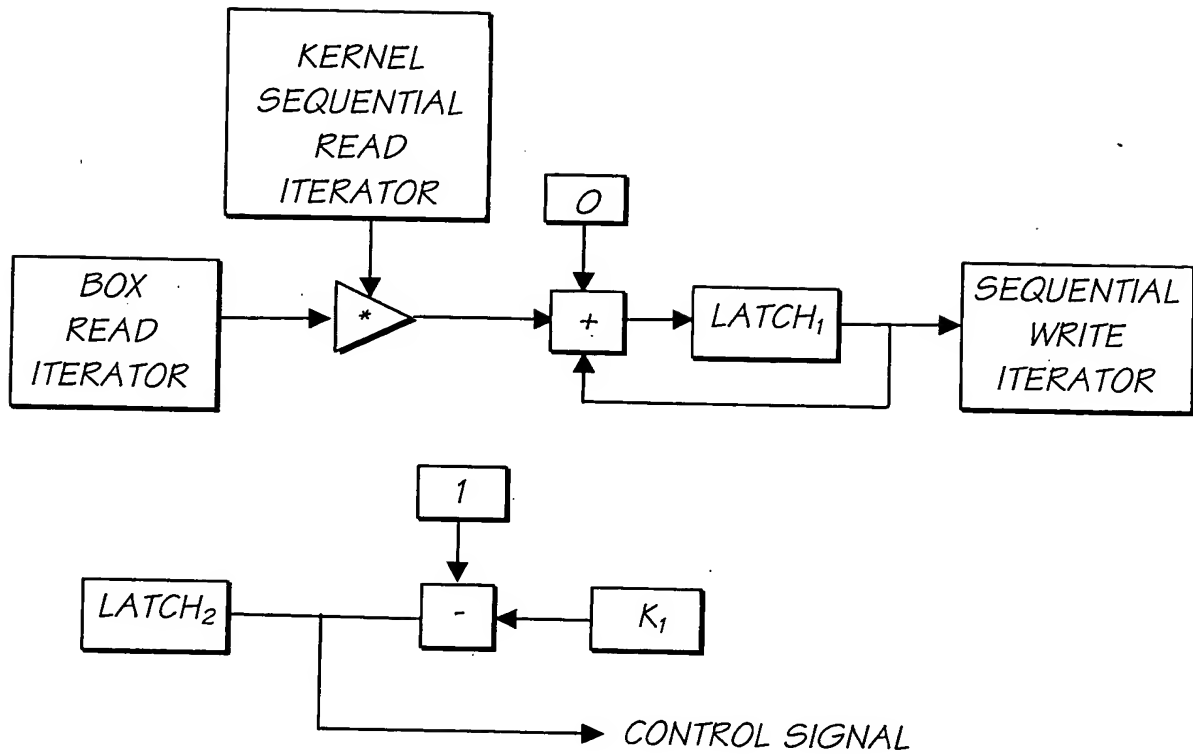 KERNEL
SEQUENTIAL
READ
ITERATOR
0
BOX
READ
ITERATOR
*
+
LATCH₁
SEQUENTIAL
WRITE
ITERATOR
1
LATCH₂
-
K₁
CONTROL SIGNAL